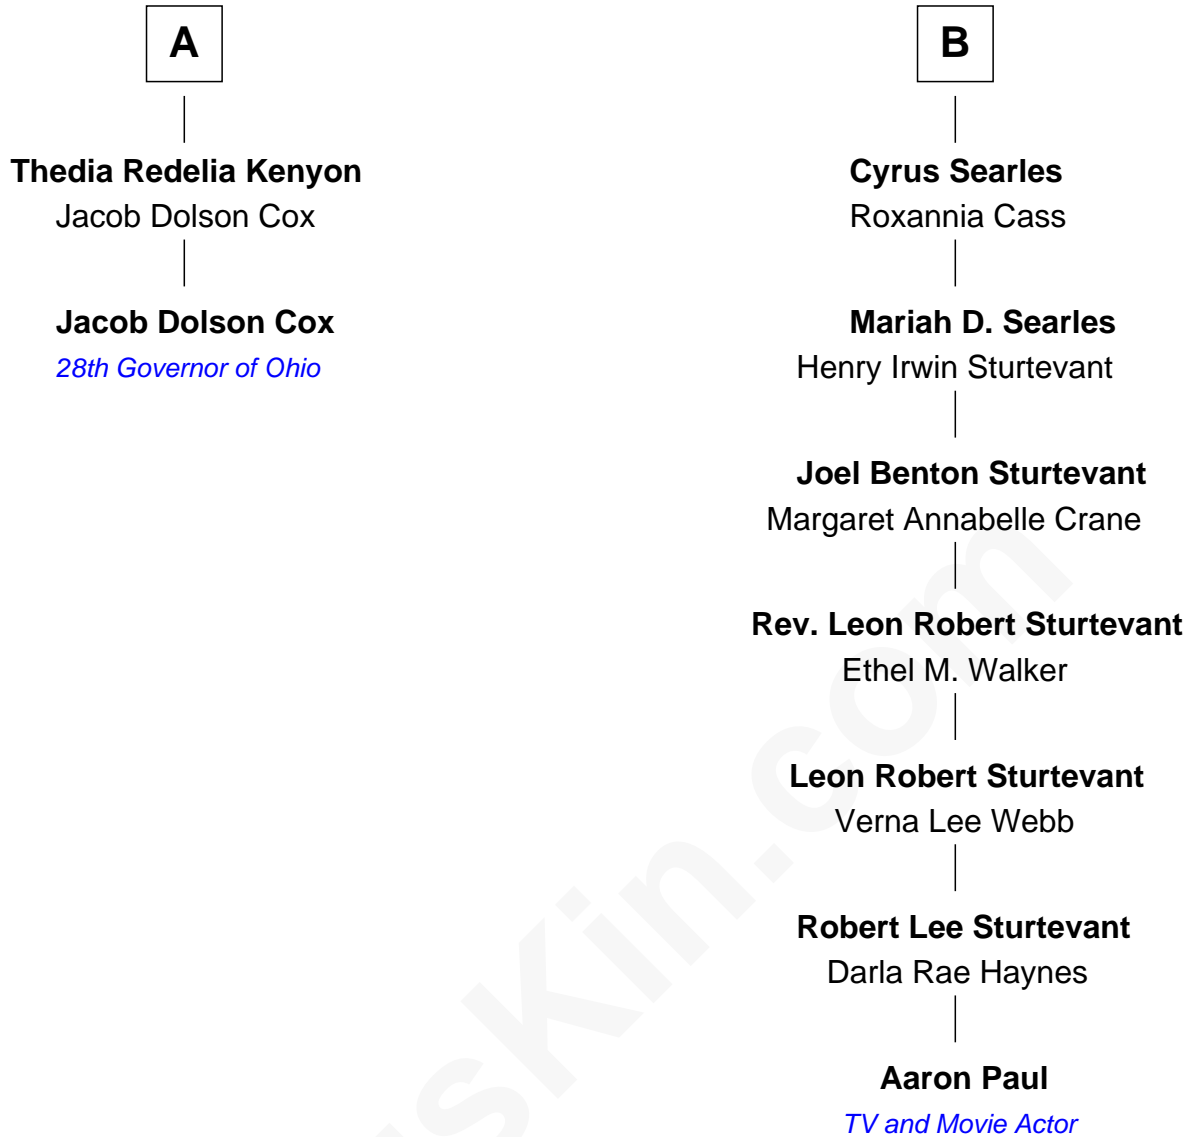 A
Thedia Redelia Kenyon
Jacob Dolson Cox
Jacob Dolson Cox
28th Governor of Ohio
B
Cyrus Searles
Roxannia Cass
Mariah D. Searles
Henry Irwin Sturtevant
Joel Benton Sturtevant
Margaret Annabelle Crane
Rev. Leon Robert Sturtevant
Ethel M. Walker
Leon Robert Sturtevant
Verna Lee Webb
Robert Lee Sturtevant
Darla Rae Haynes
Aaron Paul
TV and Movie Actor